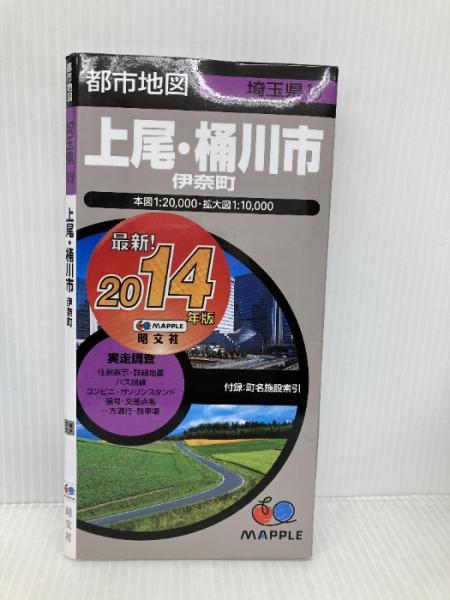 都市地図
埼玉県
上尾・桶川市
伊奈町
本図1:20,000・拡大図1:10,000
最新!
2014
年版
MAPPLE
昭文社
実走調査
住居表示・詳細地番
バス路線
コンビニ・ガソリンスタンド
信号・交差点名
一方通行・駐車場
付録:町名施設索引
MAPPLE
都市地図
埼玉県 19
上尾・桶川市
伊奈町
昭文社